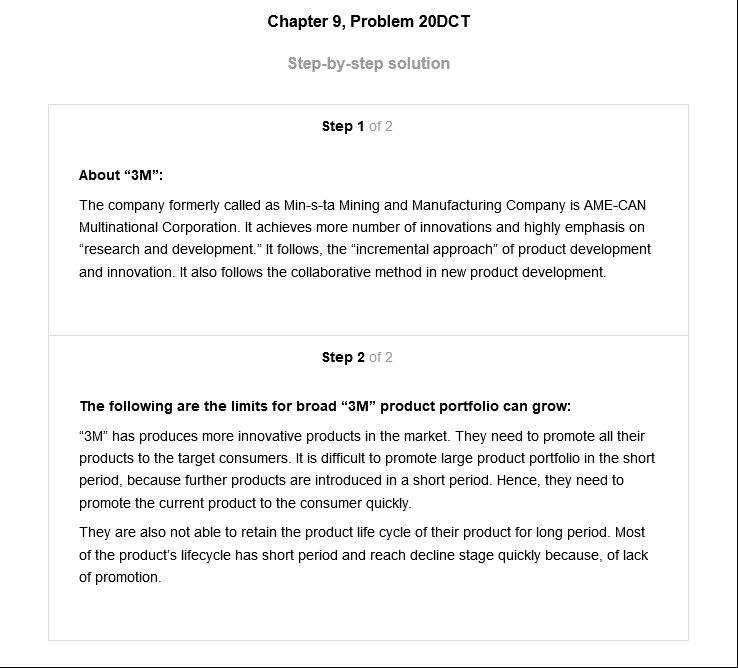 Chapter 9, Problem 20DCT
Step-by-step solution
Step 1 of 2
About “3M”:
The company formerly called as Min-s-ta Mining and Manufacturing Company is AME-CAN
Multinational Corporation. It achieves more number of innovations and highly emphasis on
“research and development.” It follows, the “incremental approach” of product development
and innovation. It also follows the collaborative method in new product development.
Step 2 of 2
The following are the limits for broad “3M” product portfolio can grow:
“3M” has produces more innovative products in the market. They need to promote all their
products to the target consumers. It is difficult to promote large product portfolio in the short
period, because further products are introduced in a short period. Hence, they need to
promote the current product to the consumer quickly.
They are also not able to retain the product life cycle of their product for long period. Most
of the product’s lifecycle has short period and reach decline stage quickly because, of lack
of promotion.